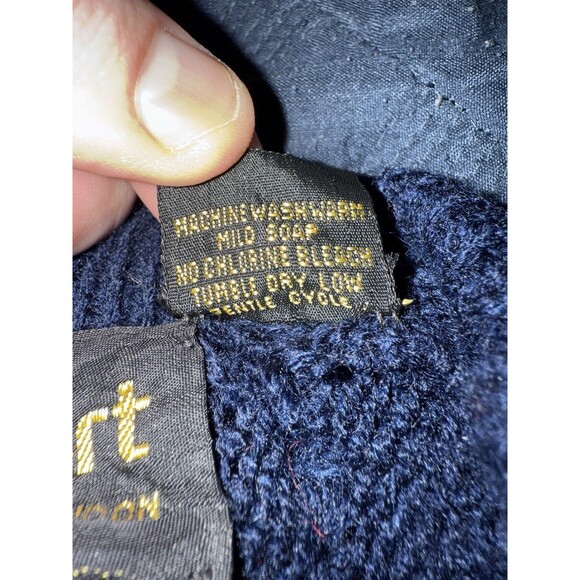 MACHINE WASH WARM
MILD SOAP
NO CHLORINE BLEACH
TUMBLE DRY LOW
GENTLE CYCLE
rt